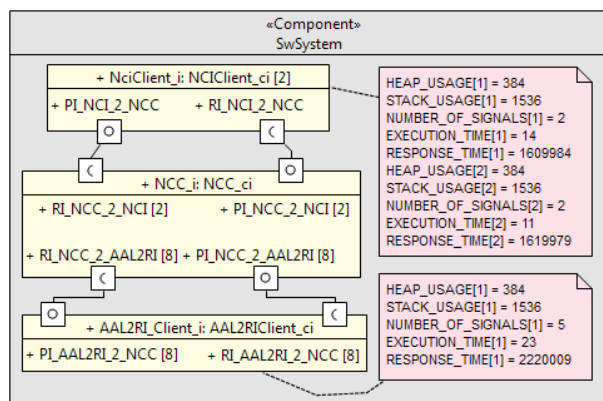 «Component»
SwSystem
+ NciClient_i: NCIClient_ci [2]
+ PI_NCI_2_NCC + RI_NCI_2_NCC
+ NCC_i: NCC_ci
+ RI_NCC_2_NCI [2] + PI_NCC_2_NCI [2]
+ RI_NCC_2_AAL2RI [8] + PI_NCC_2_AAL2RI [8]
+ AAL2RI_Client_i: AAL2RIClient_ci
+ PI_AAL2RI_2_NCC [8] + RI_AAL2RI_2_NCC [8]
HEAP_USAGE[1] = 384
STACK_USAGE[1] = 1536
NUMBER_OF_SIGNALS[1] = 2
EXECUTION_TIME[1] = 14
RESPONSE_TIME[1] = 1609984
HEAP_USAGE[2] = 384
STACK_USAGE[2] = 1536
NUMBER_OF_SIGNALS[2] = 2
EXECUTION_TIME[2] = 11
RESPONSE_TIME[2] = 1619979
HEAP_USAGE[1] = 384
STACK_USAGE[1] = 1536
NUMBER_OF_SIGNALS[1] = 5
EXECUTION_TIME[1] = 23
RESPONSE_TIME[1] = 2220009